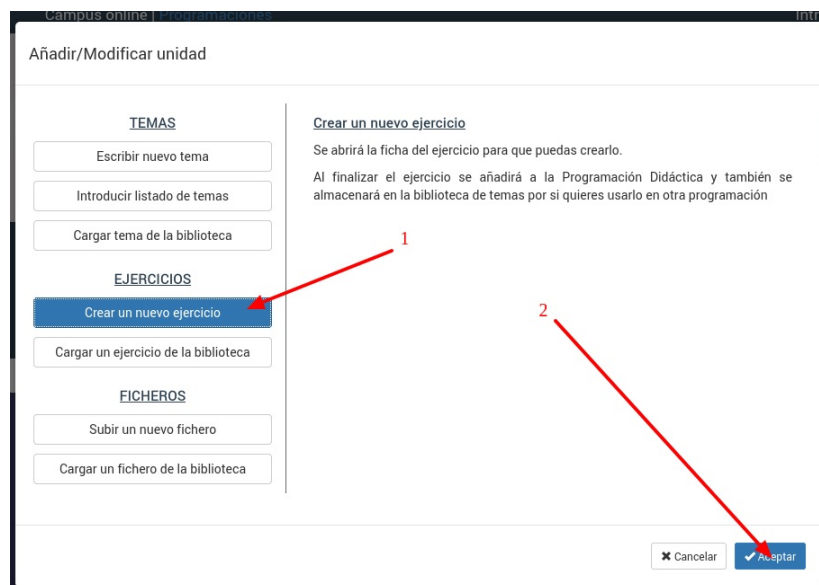 Campus online | Programaciones
Añadir/Modificar unidad
TEMAS
Escribir nuevo tema
Introducir listado de temas
Cargar tema de la biblioteca
EJERCICIOS
Crear un nuevo ejercicio
Cargar un ejercicio de la biblioteca
FICHEROS
Subir un nuevo fichero
Cargar un fichero de la biblioteca
Crear un nuevo ejercicio
Se abrirá la ficha del ejercicio para que puedas crearlo.
Al finalizar el ejercicio se añadirá a la Programación Didáctica y también se
almacenará en la biblioteca de temas por si quieres usarlo en otra programación
1
2
Cancelar
Aceptar